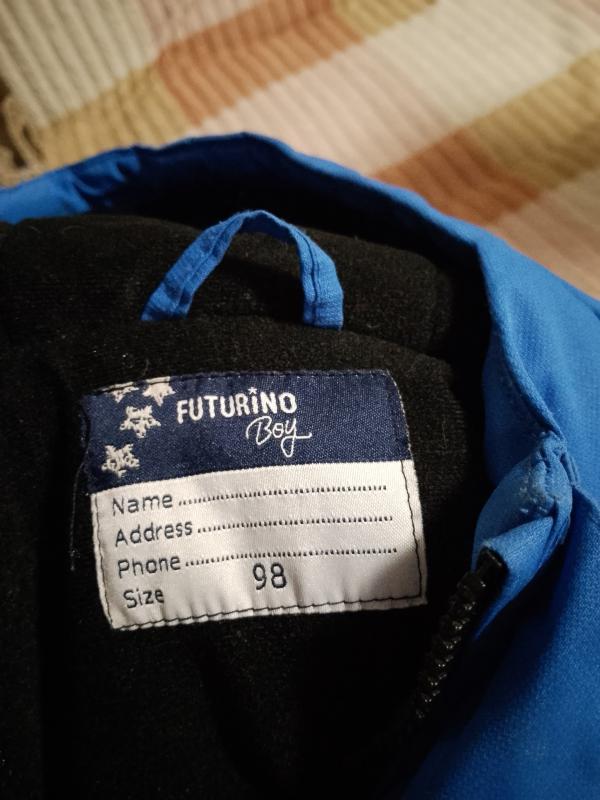 FUTURINO
Boy
Name ....................................................
Address ................................................
Phone ...................................................
Size 98